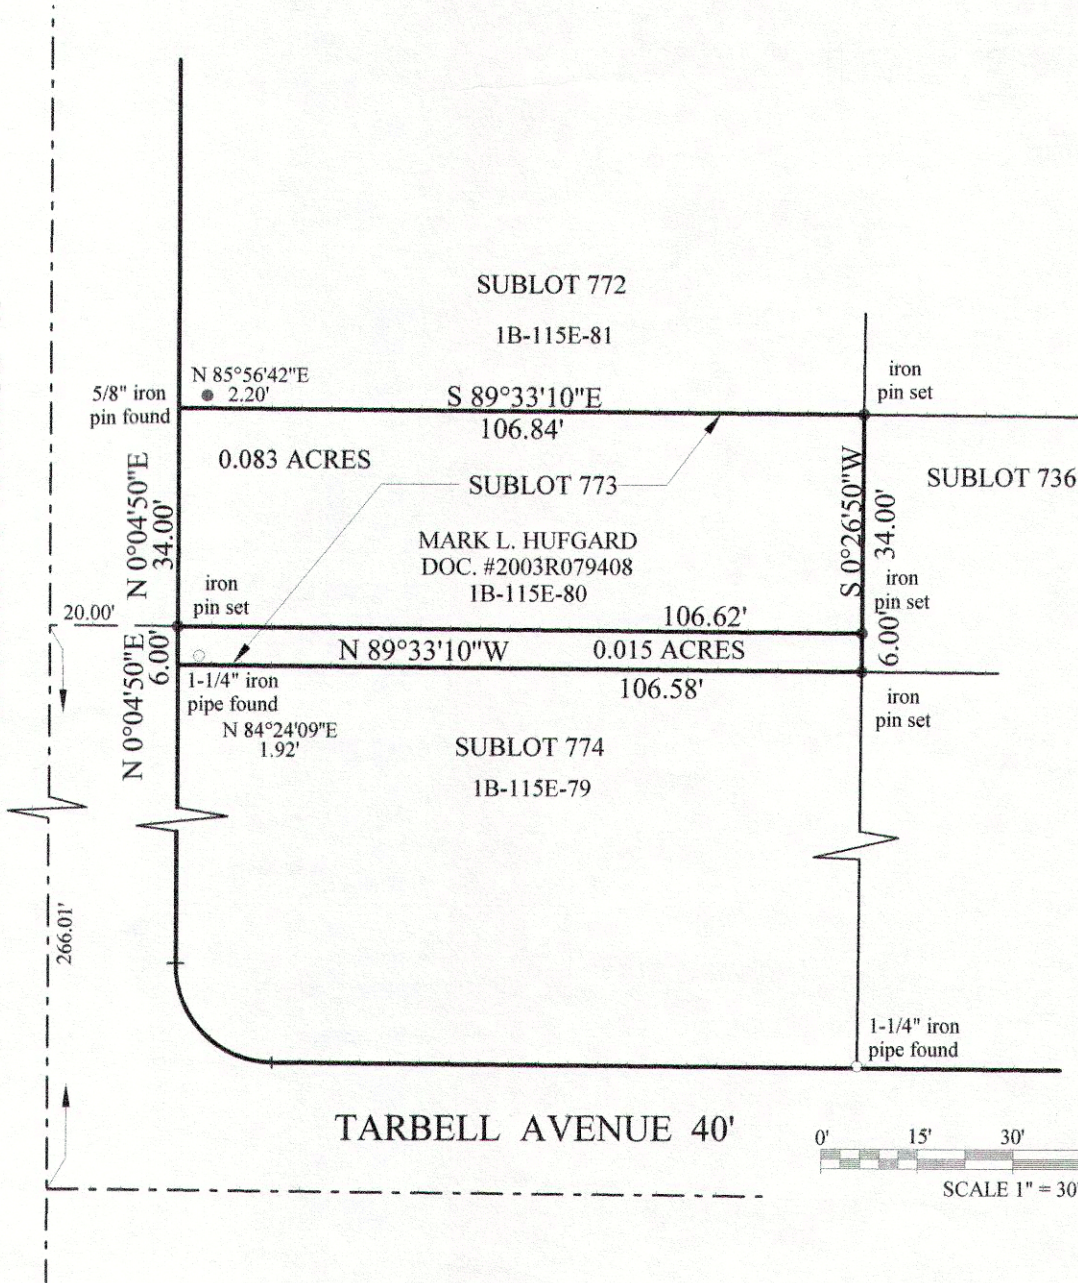 SUBLOT 772
1B-115E-81
N 85°56'42"E
2.20'
5/8" iron
pin found
S 89°33'10"E
106.84'
iron
pin set
0.083 ACRES
SUBLOT 773
SUBLOT 736
N 0°04'50"E
34.00'
S 0°26'50"W
34.00'
MARK L. HUFGARD
DOC. #2003R079408
1B-115E-80
iron
pin set
iron
pin set
20.00'
106.62'
N 0°04'50"E
6.00'
N 89°33'10"W
0.015 ACRES
6.00'
1-1/4" iron
pipe found
106.58'
iron
pin set
N 84°24'09"E
1.92'
SUBLOT 774
1B-115E-79
266.01'
1-1/4" iron
pipe found
TARBELL AVENUE 40'
0' 15' 30'
SCALE 1" = 30'